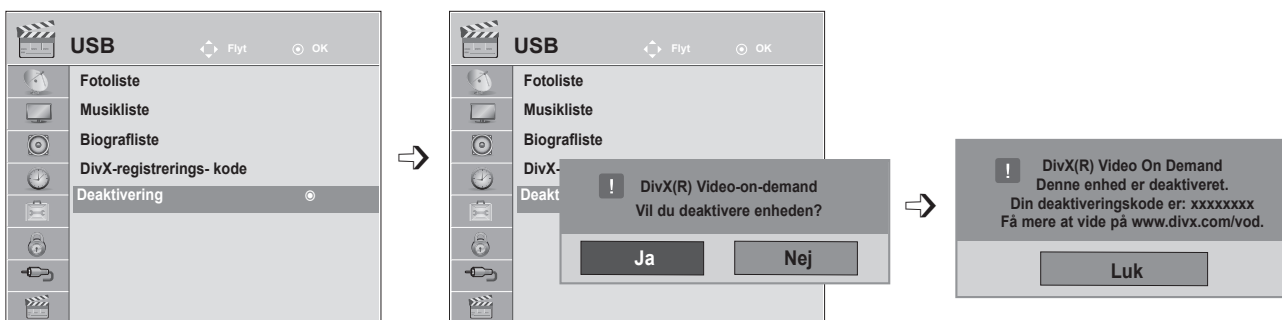 USB Flyt OK
Fotoliste
Musikliste
Biografliste
DivX-registrerings- kode
Deaktivering
USB Flyt OK
Fotoliste
Musikliste
Biografliste
DivX-
Deakt
! DivX(R) Video-on-demand
Vil du deaktivere enheden?
Ja Nej
! DivX(R) Video On Demand
Denne enhed er deaktiveret.
Din deaktiveringskode er: xxxxxxxx
Få mere at vide på www.divx.com/vod.
Luk